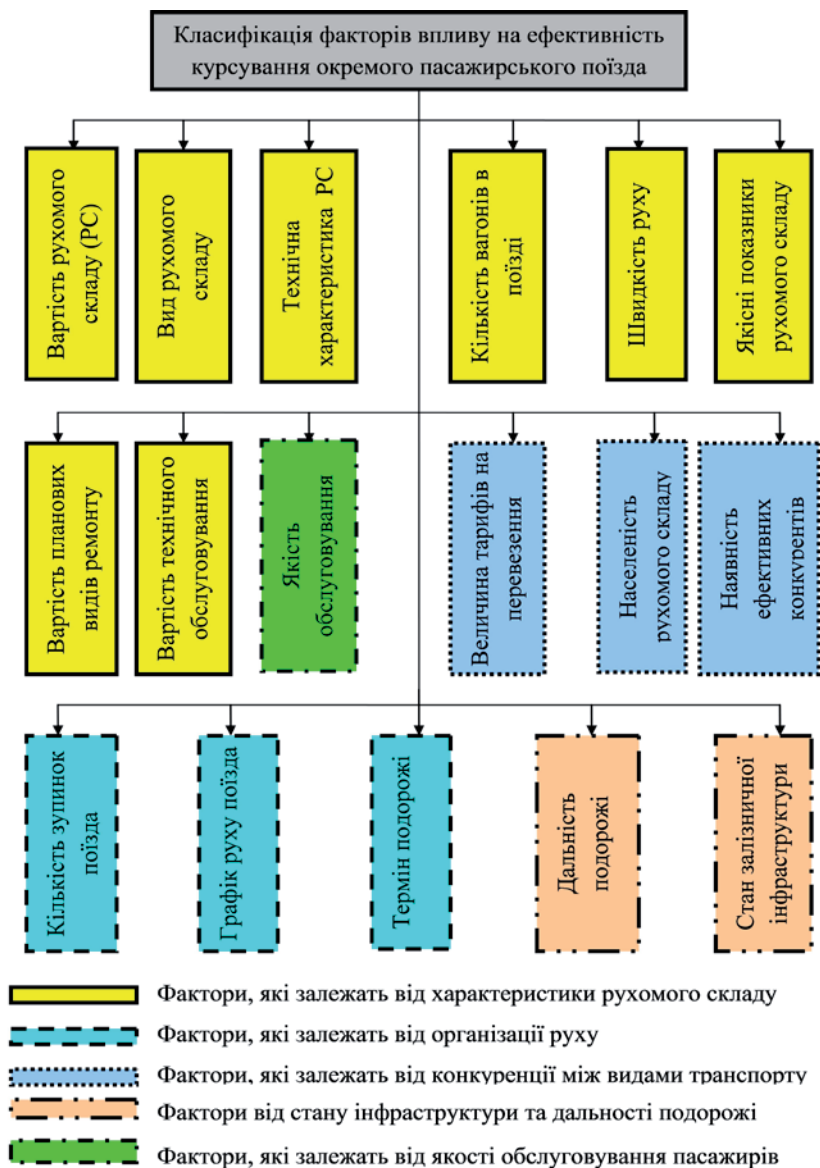 Класифікація факторів впливу на ефективність
курсування окремого пасажирського поїзда
Вартість рухомого
складу (РС)
Вид рухомого
складу
Технічна
характеристика РС
Кількість вагонів в
поїзді
Швидкість руху
Якісні показники
рухомого складу
Вартість планових
видів ремонту
Вартість технічного
обслуговування
Якість
обслуговування
Величина тарифів на
перевезення
Населеність
рухомого складу
Наявність
ефективних
конкурентів
Кількість зупинок
поїзда
Графік руху поїзда
Термін подорожі
Дальність
подорожі
Стан залізничної
інфраструктури
Фактори, які залежать від характеристики рухомого складу
Фактори, які залежать від організації руху
Фактори, які залежать від конкуренції між видами транспорту
Фактори від стану інфраструктури та дальності подорожі
Фактори, які залежать від якості обслуговування пасажирів